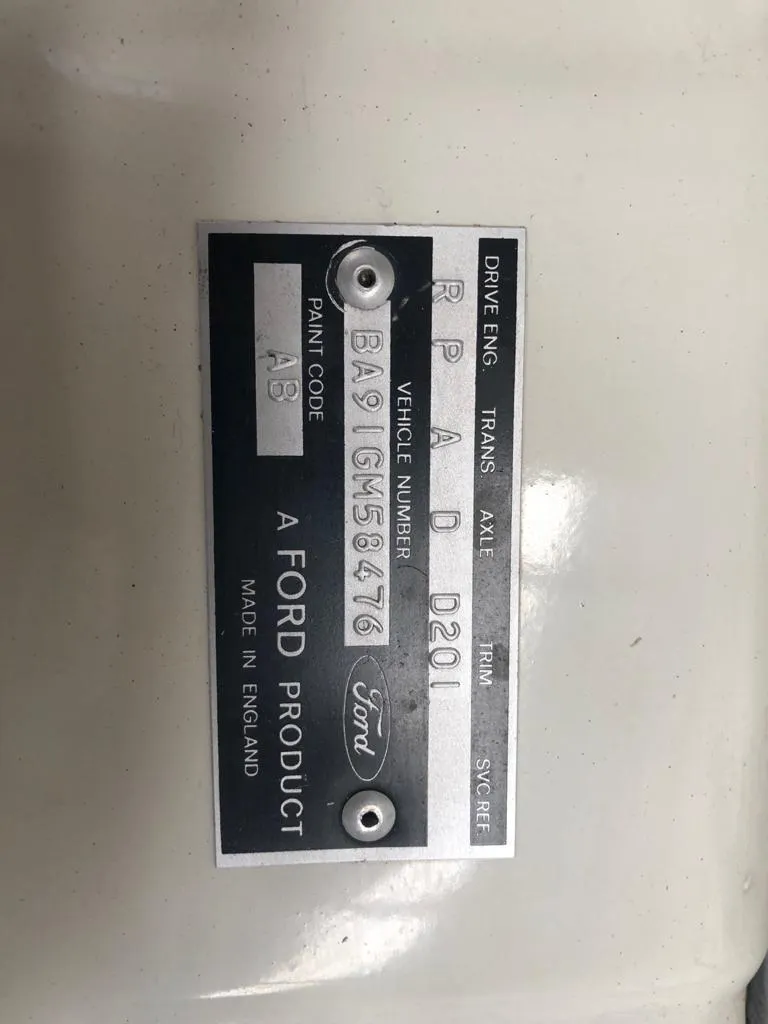 DRIVE ENG. TRANS. AXLE TRIM SVC.REF.
R P A D D201
VEHICLE NUMBER
BA91GM58476 Ford
PAINT CODE
AB
A FORD PRODUCT
MADE IN ENGLAND